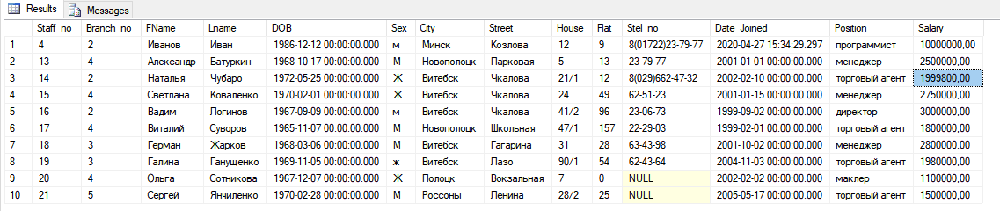 Results Messages
Staff_no Branch_no FName Lname DOB Sex City Street House Flat Stel_no Date_Joined Position Salary
1 4 2 Иванов Иван 1986-12-12 00:00:00.000 м Минск Козлова 12 9 8(01722)23-79-77 2020-04-27 15:34:29.297 программист 10000000,00
2 13 4 Александр Батуркин 1968-10-17 00:00:00.000 М Новополоцк Парковая 5 13 23-79-77 2001-01-01 00:00:00.000 менеджер 2500000,00
3 14 2 Наталья Чубаро 1972-05-25 00:00:00.000 Ж Витебск Чкалова 21/1 12 8(029)662-47-32 2002-02-10 00:00:00.000 торговый агент 1999800,00
4 15 4 Светлана Коваленко 1970-02-01 00:00:00.000 Ж Витебск Чкалова 24 49 62-51-23 2001-01-15 00:00:00.000 менеджер 2750000,00
5 16 2 Вадим Логинов 1967-09-09 00:00:00.000 м Витебск Чкалова 41/2 96 23-06-73 1999-09-02 00:00:00.000 директор 3000000,00
6 17 4 Виталий Суворов 1965-11-07 00:00:00.000 М Новополоцк Школьная 47/1 157 22-29-03 1999-02-01 00:00:00.000 торговый агент 1800000,00
7 18 3 Герман Жарков 1968-03-06 00:00:00.000 М Витебск Гагарина 31 28 63-43-98 2001-10-02 00:00:00.000 менеджер 2800000,00
8 19 3 Галина Ганущенко 1969-11-05 00:00:00.000 ж Витебск Лазо 90/1 54 62-43-64 2004-11-03 00:00:00.000 торговый агент 1980000,00
9 20 4 Ольга Сотникова 1967-12-07 00:00:00.000 Ж Полоцк Вокзальная 7 0 NULL 2002-02-02 00:00:00.000 маклер 1100000,00
10 21 5 Сергей Янчиленко 1970-02-28 00:00:00.000 М Россоны Ленина 28/2 25 NULL 2005-05-17 00:00:00.000 торговый агент 1500000,00